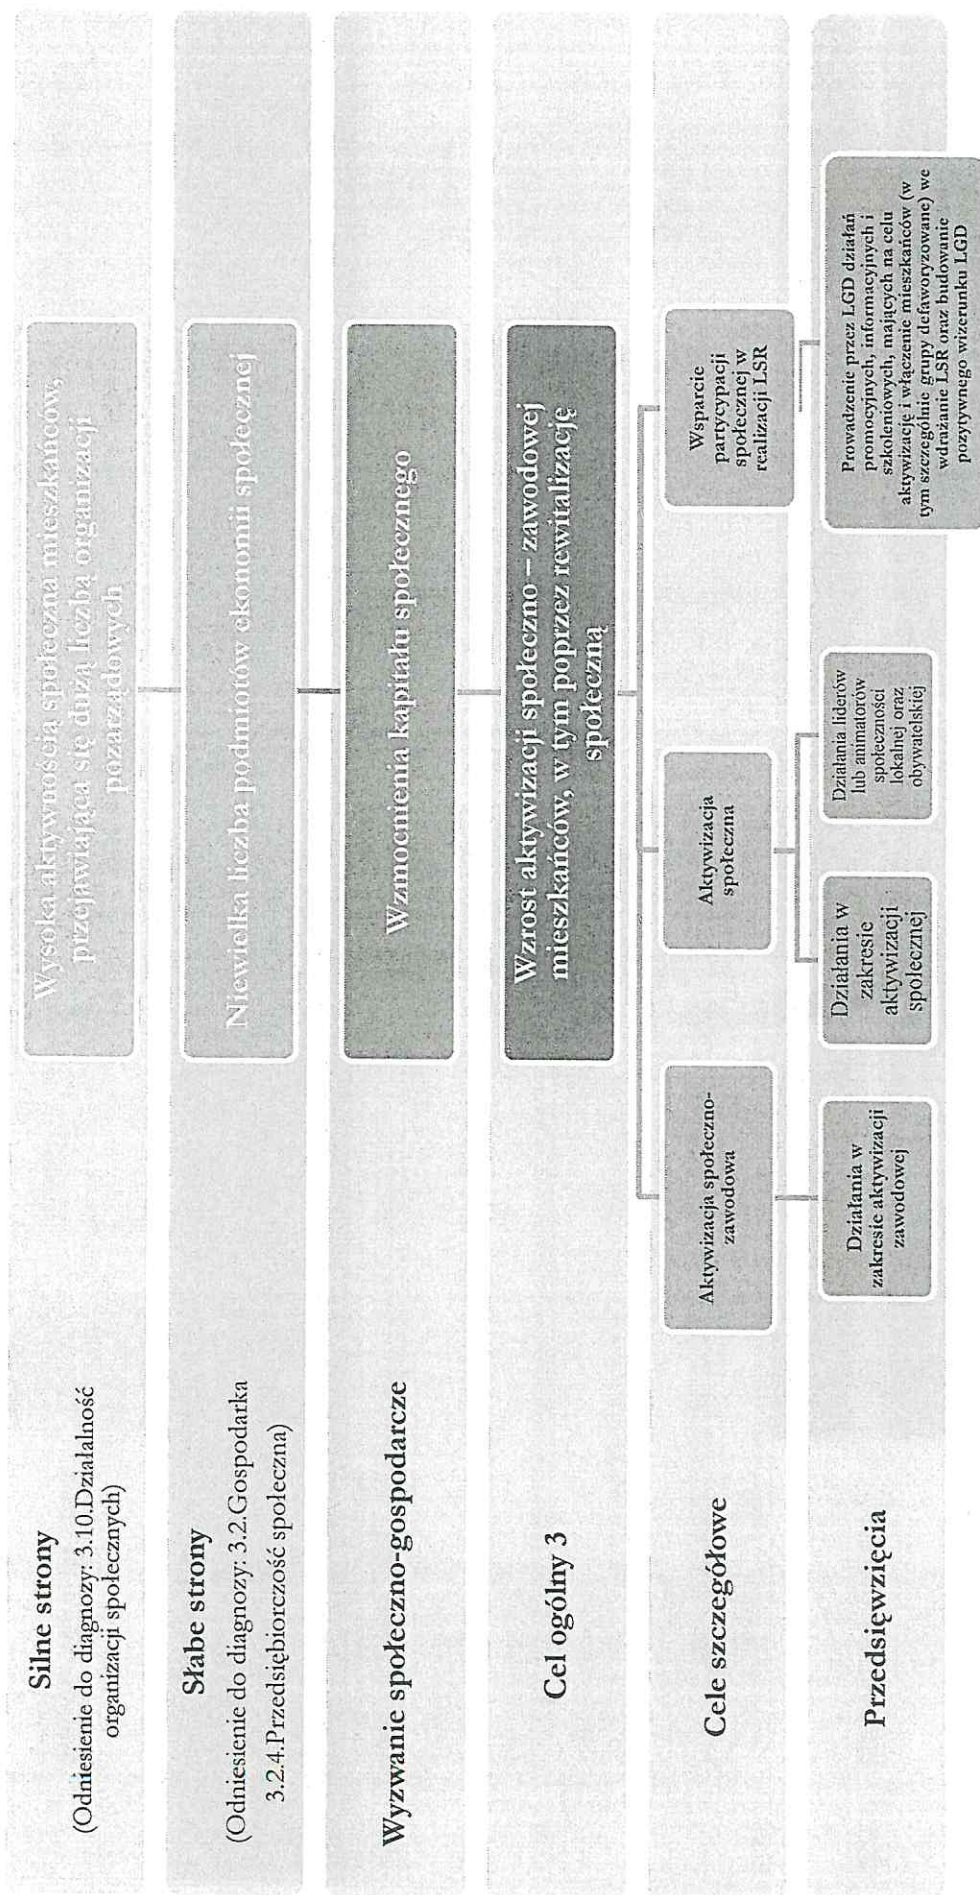 Silne strony
(Odniesienie do diagnozy: 3.10.Działalność
organizacji społecznych)
Wysoka aktywnością społeczna mieszkańców,
przejawiająca się dużą liczbą organizacji
pozarządowych
Słabe strony
(Odniesienie do diagnozy: 3.2.Gospodarka
3.2.4.Przedsiębiorczość społeczna)
Niewielka liczba podmiotów ekonomii społecznej
Wyzwanie społeczno-gospodarcze
Wzmocnienia kapitału społecznego
Cel ogólny 3
Wzrost aktywizacji społeczno – zawodowej
mieszkańców, w tym poprzez rewitalizację
społeczną
Cele szczegółowe
Aktywizacja społeczno-
zawodowa
Aktywizacja
społeczna
Wsparcie
partycypacji
społecznej w
realizacji LSR
Przedsięwzięcia
Działania w
zakresie aktywizacji
zawodowej
Działania w
zakresie
aktywizacji
społecznej
Działania liderów
lub animatorów
społeczności
lokalnej oraz
obywatelskiej
Prowadzenie przez LGD działań
promocyjnych, informacyjnych i
szkoleniowych, mających na celu
aktywizację i włączenie mieszkańców (w
tym szczególnie grupy defaworyzowane) we
wdrażanie LSR oraz budowanie
pozytywnego wizerunku LGD